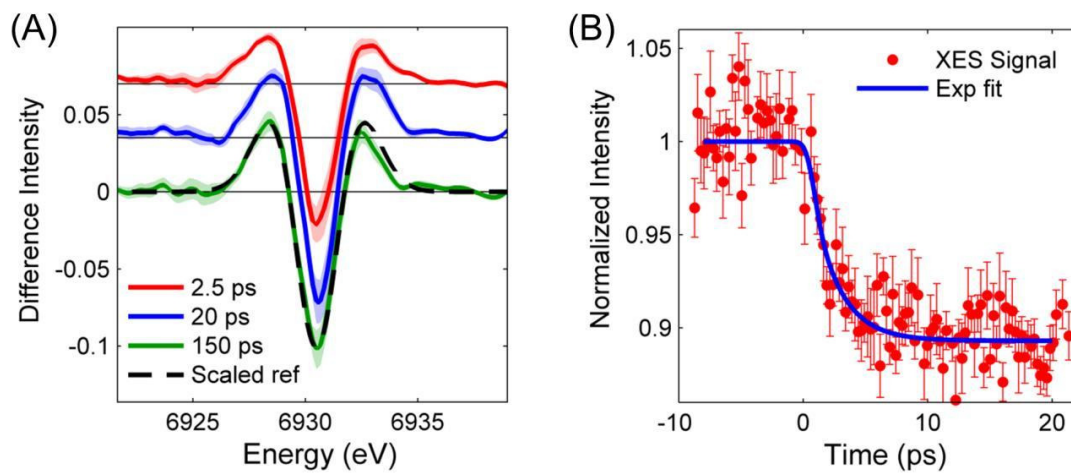 (A)
Difference Intensity
0.05
0
-0.05
-0.1
2.5 ps
20 ps
150 ps
Scaled ref
6925
6930
6935
Energy (eV)
(B)
Normalized Intensity
1.05
1
0.95
0.9
XES Signal
Exp fit
-10
0
10
20
Time (ps)